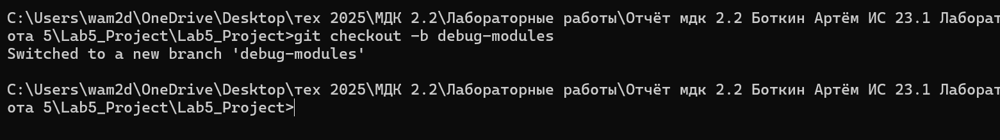 C:\Users\wam2d\OneDrive\Desktop\тех 2025\МДК 2.2\Лабораторные работы\Отчёт мдк 2.2 Боткин Артём ИС 23.1 Лаборат
ота 5\Lab5_Project\Lab5_Project>git checkout -b debug-modules
Switched to a new branch 'debug-modules'
C:\Users\wam2d\OneDrive\Desktop\тех 2025\МДК 2.2\Лабораторные работы\Отчёт мдк 2.2 Боткин Артём ИС 23.1 Лаборат
ота 5\Lab5_Project\Lab5_Project>